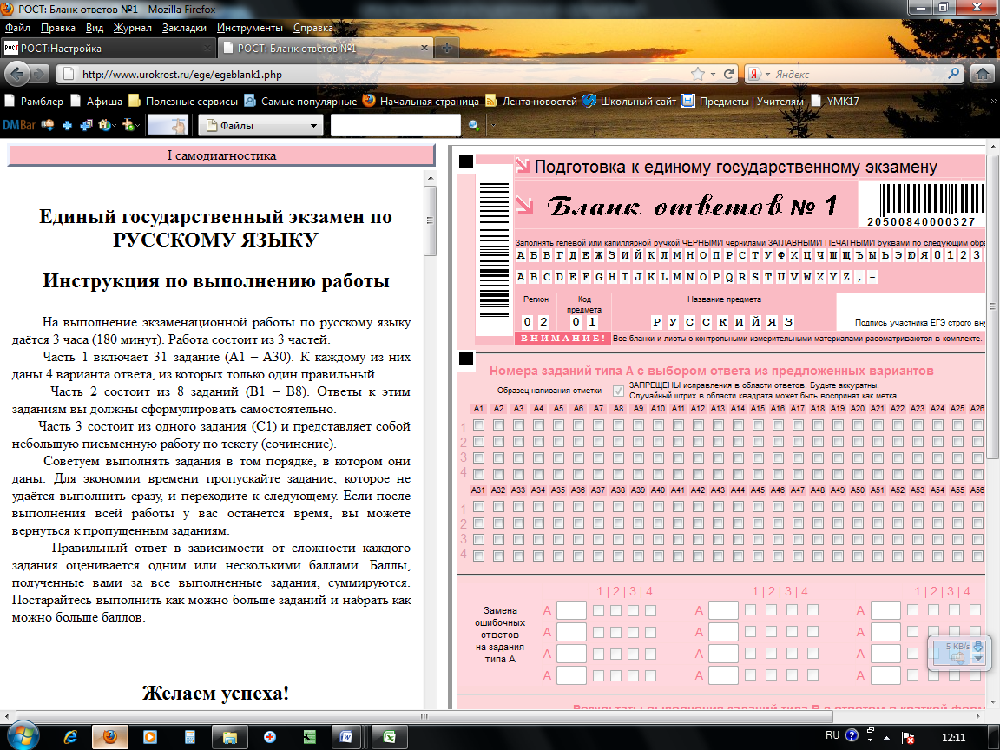 РОСТ: Бланк ответов №1 - Mozilla Firefox
Файл Правка Вид Журнал Закладки Инструменты Справка
РОСТ РОСТ:Настройка РОСТ: Бланк ответов №1
http://www.urokrost.ru/ege/egeblank1.php Яндекс
Рамблер Афиша Полезные сервисы Самые популярные Начальная страница Лента новостей Школьный сайт Предметы | Учителям YMK17
DMBar Файлы
I самодиагностика
Единый государственный экзамен по
РУССКОМУ ЯЗЫКУ
Инструкция по выполнению работы
На выполнение экзаменационной работы по русскому языку
даётся 3 часа (180 минут). Работа состоит из 3 частей.
Часть 1 включает 31 задание (А1 – А30). К каждому из них
даны 4 варианта ответа, из которых только один правильный.
Часть 2 состоит из 8 заданий (В1 – В8). Ответы к этим
заданиям вы должны сформулировать самостоятельно.
Часть 3 состоит из одного задания (С1) и представляет собой
небольшую письменную работу по тексту (сочинение).
Советуем выполнять задания в том порядке, в котором они
даны. Для экономии времени пропускайте задание, которое не
удаётся выполнить сразу, и переходите к следующему. Если после
выполнения всей работы у вас останется время, вы можете
вернуться к пропущенным заданиям.
Правильный ответ в зависимости от сложности каждого
задания оценивается одним или несколькими баллами. Баллы,
полученные вами за все выполненные задания, суммируются.
Постарайтесь выполнить как можно больше заданий и набрать как
можно больше баллов.
Желаем успеха!
Подготовка к единому государственному экзамену
Бланк ответов № 1
20500840000327
Заполнять гелевой или капиллярной ручкой ЧЕРНЫМИ чернилами ЗАГЛАВНЫМИ ПЕЧАТНЫМИ буквами по следующим обра
А Б В Г Д Е Ж З И Й К Л М Н О П Р С Т У Ф Х Ц Ч Ш Щ Ъ Ы Ь Э Ю Я 0 1 2 3
A B C D E F G H I J K L M N O P Q R S T U V W X Y Z , -
Регион Код предмета Название предмета
0 2 0 1 Р У С С К И Й Я З
Подпись участника ЕГЭ строго вну
ВНИМАНИЕ! Все бланки и листы с контрольными измерительными материалами рассматриваются в комплекте.
Номера заданий типа А с выбором ответа из предложенных вариантов
Образец написания отметки - ЗАПРЕЩЕНЫ исправления в области ответов. Будьте аккуратны.
Случайный штрих в области квадрата может быть воспринят как метка.
A1 A2 A3 A4 A5 A6 A7 A8 A9 A10 A11 A12 A13 A14 A15 A16 A17 A18 A19 A20 A21 A22 A23 A24 A25 A26
1
2
3
4
A31 A32 A33 A34 A35 A36 A37 A38 A39 A40 A41 A42 A43 A44 A45 A46 A47 A48 A49 A50 A51 A52 A53 A54 A55 A56
1
2
3
4
1 | 2 | 3 | 4 1 | 2 | 3 | 4 1 | 2 | 3 | 4
Замена
ошибочных
ответов
на задания
типа А
А А А
А А А
А А А
А А А
5 KB/s
Результаты выполнения заданий типа В с ответом в краткой форме
RU 12:11